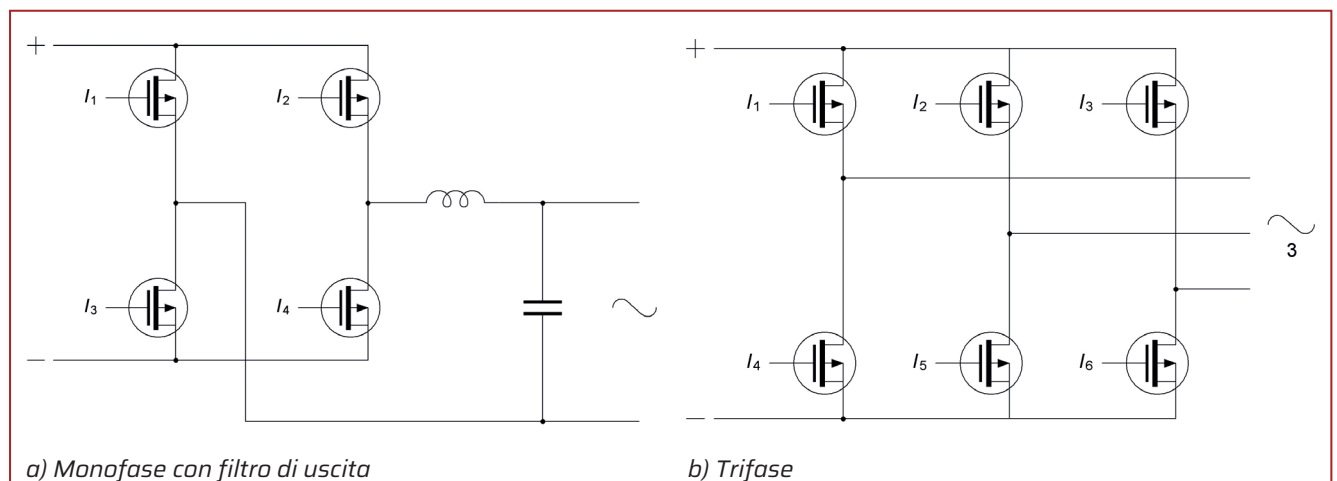 +
I1
I2
I3
I4
−
a) Monofase con filtro di uscita
+
I1
I2
I3
3
I4
I5
I6
−
b) Trifase